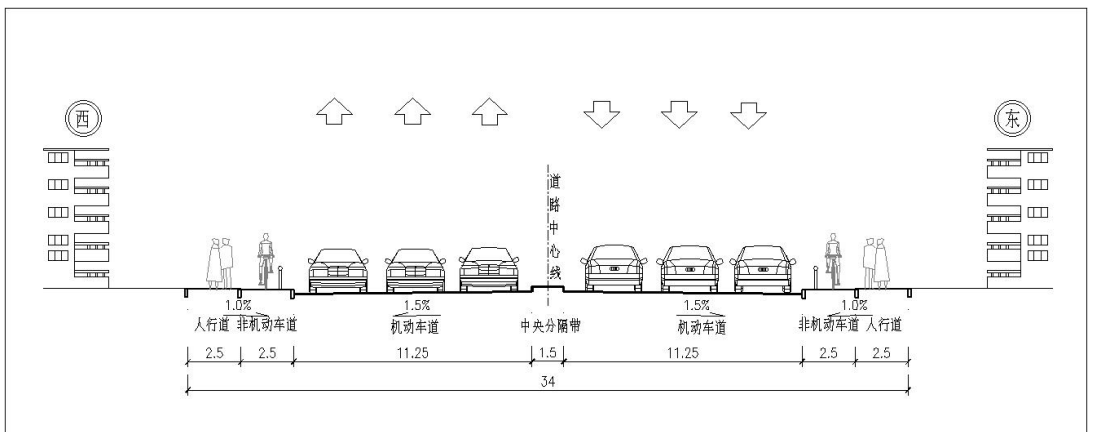 西
东
道路中心线
1.0%
1.5%
1.5%
1.0%
人行道
非机动车道
机动车道
中央分隔带
机动车道
非机动车道
人行道
2.5
2.5
11.25
1.5
11.25
2.5
2.5
34